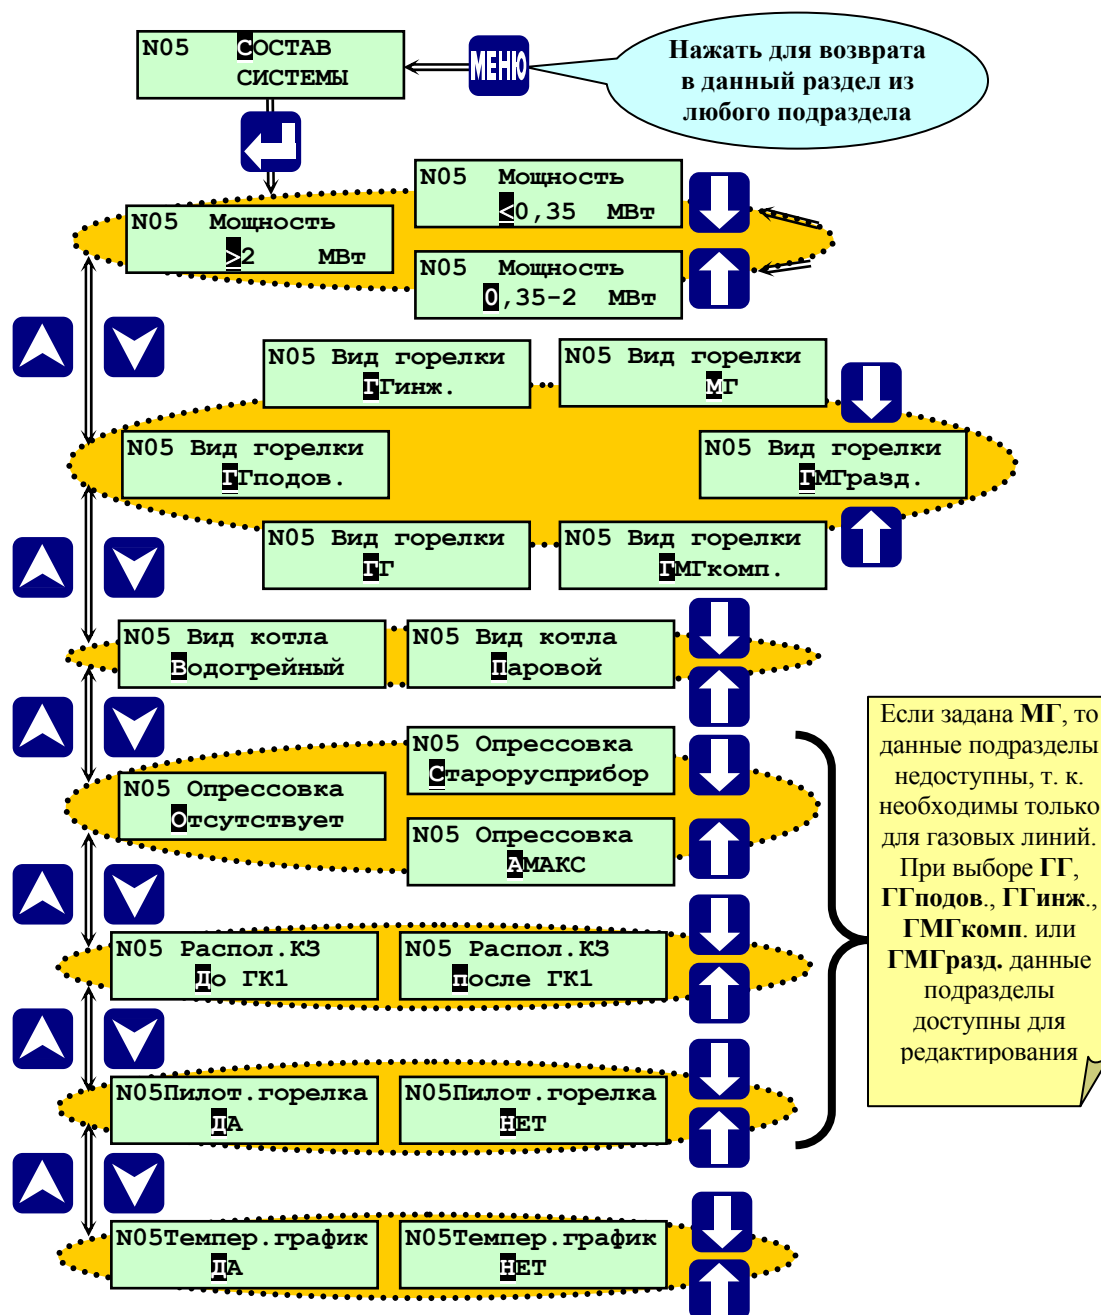 N05 СОСТАВ
СИСТЕМЫ
МЕНЮ
Нажать для возврата
в данный раздел из
любого подраздела
N05 Мощность
<0,35 МВт
N05 Мощность
>2 МВт
N05 Мощность
0,35-2 МВт
N05 Вид горелки
ГГинж.
N05 Вид горелки
МГ
N05 Вид горелки
ГГподов.
N05 Вид горелки
ГМГразд.
N05 Вид горелки
ГГ
N05 Вид горелки
ГМГкомп.
N05 Вид котла
Водогрейный
N05 Вид котла
Паровой
N05 Опрессовка
Старорусприбор
N05 Опрессовка
Отсутствует
N05 Опрессовка
АМАКС
Если задана МГ, то
данные подразделы
недоступны, т. к.
необходимы только
для газовых линий.
При выборе ГГ,
ГГподов., ГГинж.,
ГМГкомп. или
ГМГразд. данные
подразделы
доступны для
редактирования
N05 Распол.КЗ
До ГК1
N05 Распол.КЗ
после ГК1
N05Пилот.горелка
ДА
N05Пилот.горелка
НЕТ
N05Темпер.график
ДА
N05Темпер.график
НЕТ